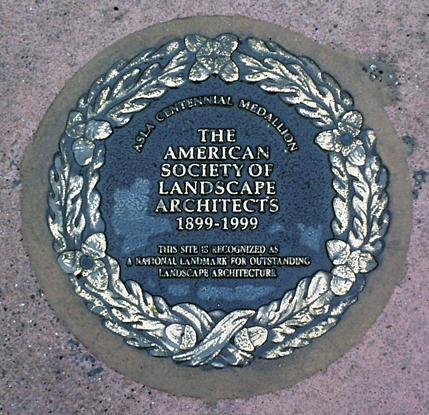 ASLA CENTENNIAL MEDALLION
THE
AMERICAN
SOCIETY OF
LANDSCAPE
ARCHITECTS
1899-1999
THIS SITE IS RECOGNIZED AS
A NATIONAL LANDMARK FOR OUTSTANDING
LANDSCAPE ARCHITECTURE